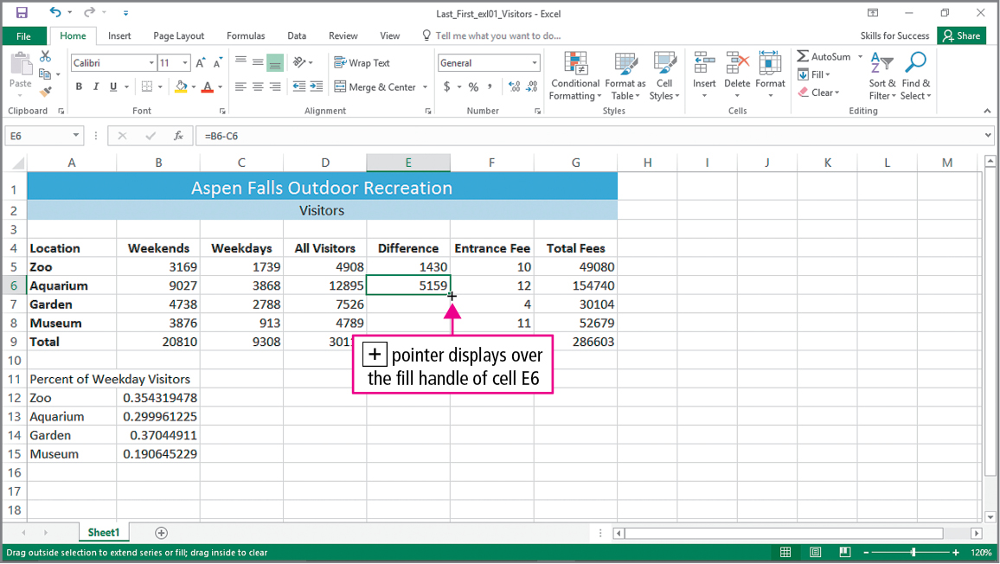 Last_First_exl01_Visitors - Excel
File Home Insert Page Layout Formulas Data Review View Tell me what you want to do... Skills for Success Share
Calibri 11 Wrap Text General AutoSum
Paste B I U Merge & Center $ % , Conditional Formatting Format as Table Cell Styles Insert Delete Format Fill Clear Sort & Filter Find & Select
Clipboard Font Alignment Number Styles Cells Editing
E6 fx =B6-C6
A B C D E F G H I J K L M
1 Aspen Falls Outdoor Recreation
2 Visitors
3
4 Location Weekends Weekdays All Visitors Difference Entrance Fee Total Fees
5 Zoo 3169 1739 4908 1430 10 49080
6 Aquarium 9027 3868 12895 5159 12 154740
7 Garden 4738 2788 7526 4 30104
8 Museum 3876 913 4789 11 52679
9 Total 20810 9308 286603
+ pointer displays over
the fill handle of cell E6
10
11 Percent of Weekday Visitors
12 Zoo 0.354319478
13 Aquarium 0.299961225
14 Garden 0.37044911
15 Museum 0.190645229
16
17
18
Sheet1
Drag outside selection to extend series or fill; drag inside to clear 120%